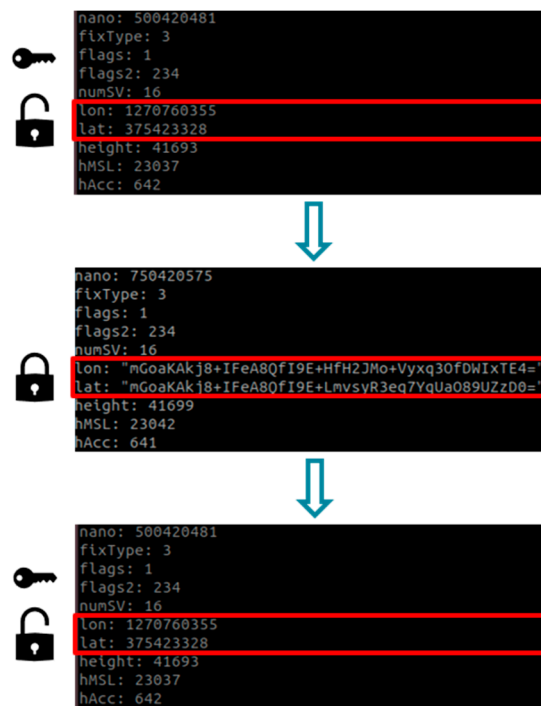 nano: 500420481
fixType: 3
flags: 1
flags2: 234
numSV: 16
lon: 1270760355
lat: 375423328
height: 41693
hMSL: 23037
hAcc: 642
nano: 750420575
fixType: 3
flags: 1
flags2: 234
numSV: 16
lon: "mGoaKAkj8+IFeA8QfI9E+HfH2JMo+Vyxq3OfDWIxTE4="
lat: "mGoaKAkj8+IFeA8QfI9E+LmvsyR3eq7YqUaO89UZzD0="
height: 41699
hMSL: 23042
hAcc: 641
nano: 500420481
fixType: 3
flags: 1
flags2: 234
numSV: 16
lon: 1270760355
lat: 375423328
height: 41693
hMSL: 23037
hAcc: 642